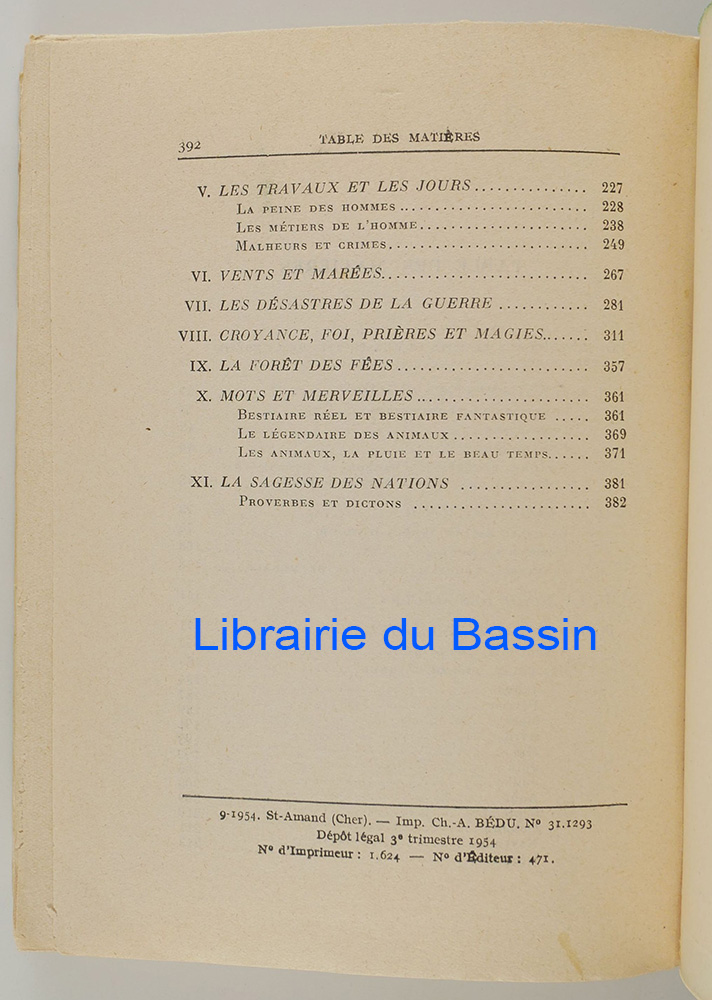 392 TABLE DES MATIÈRES
V. LES TRAVAUX ET LES JOURS............... 227
LA PEINE DES HOMMES ......................... 228
LES MÉTIERS DE L'HOMME....................... 238
MALHEURS ET CRIMES........................... 249
VI. VENTS ET MARÉES........................... 267
VII. LES DÉSASTRES DE LA GUERRE ............ 281
VIII. CROYANCE, FOI, PRIÈRES ET MAGIES....... 311
IX. LA FORÊT DES FÉES......................... 357
X. MOTS ET MERVEILLES ....................... 361
BESTIAIRE RÉEL ET BESTIAIRE FANTASTIQUE ..... 361
LE LÉGENDAIRE DES ANIMAUX................... 369
LES ANIMAUX, LA PLUIE ET LE BEAU TEMPS...... 371
XI. LA SAGESSE DES NATIONS ................. 381
PROVERBES ET DICTONS ........................ 382
Librairie du Bassin
9-1954. St-Amand (Cher). — Imp. Ch.-A. BÉDU. Nº 31.1293
Dépôt légal 3e trimestre 1954
Nº d'Imprimeur : 1.624 — Nº d'Éditeur : 471.